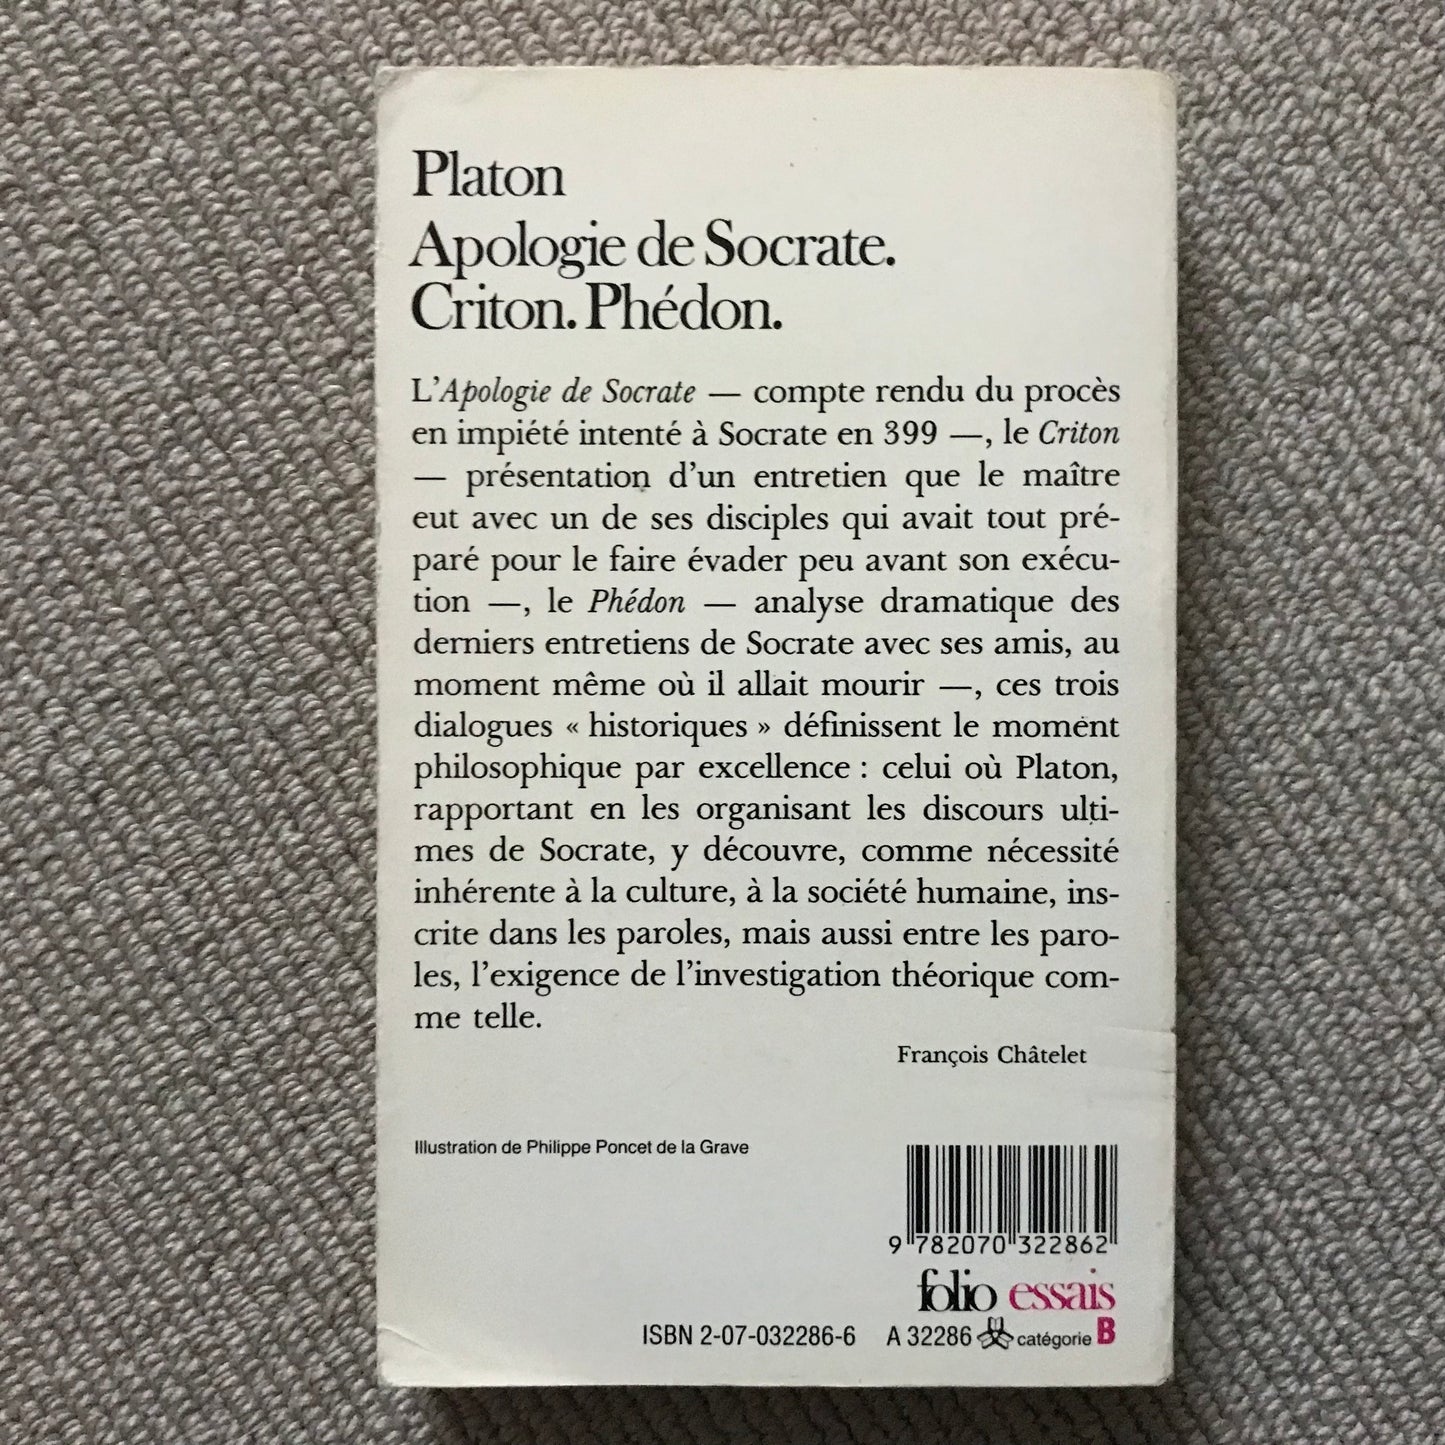 Platon
Apologie de Socrate.
Criton. Phédon.
L'Apologie de Socrate — compte rendu du procès
en impiété intenté à Socrate en 399 —, le Criton
— présentation d'un entretien que le maître
eut avec un de ses disciples qui avait tout pré-
paré pour le faire évader peu avant son exécu-
tion —, le Phédon — analyse dramatique des
derniers entretiens de Socrate avec ses amis, au
moment même où il allait mourir —, ces trois
dialogues « historiques » définissent le moment
philosophique par excellence : celui où Platon,
rapportant en les organisant les discours ulti-
mes de Socrate, y découvre, comme nécessité
inhérente à la culture, à la société humaine, ins-
crite dans les paroles, mais aussi entre les paro-
les, l'exigence de l'investigation théorique com-
me telle.
François Châtelet
Illustration de Philippe Poncet de la Grave
9 782070 322862
folio essais
ISBN 2-07-032286-6 A 32286 catégorie B